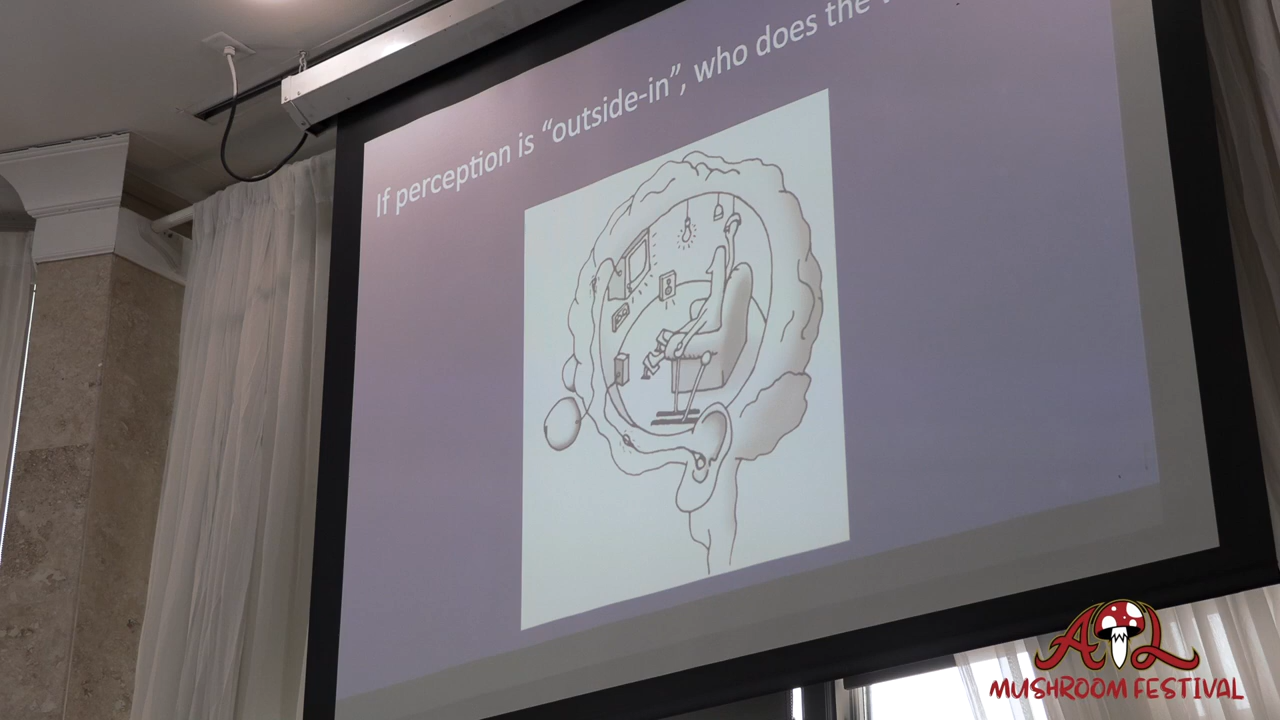 If perception is “outside-in”, who does the
A L
MUSHROOM FESTIVAL